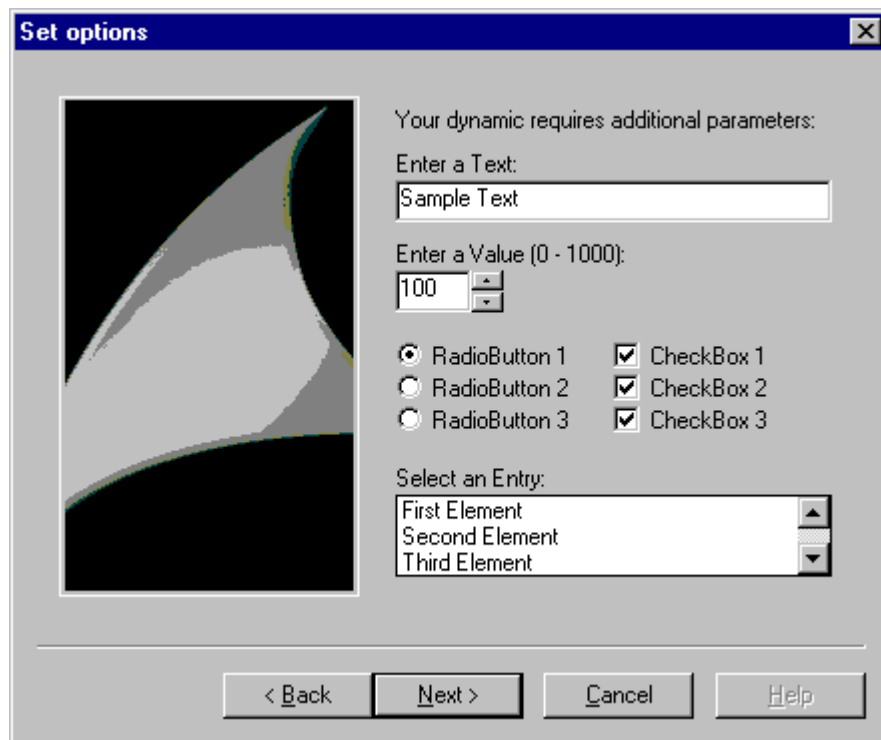 Set options
Your dynamic requires additional parameters:
Enter a Text:
Sample Text
Enter a Value (0 - 1000):
100
RadioButton 1 CheckBox 1
RadioButton 2 CheckBox 2
RadioButton 3 CheckBox 3
Select an Entry:
First Element
Second Element
Third Element
< Back Next > Cancel Help